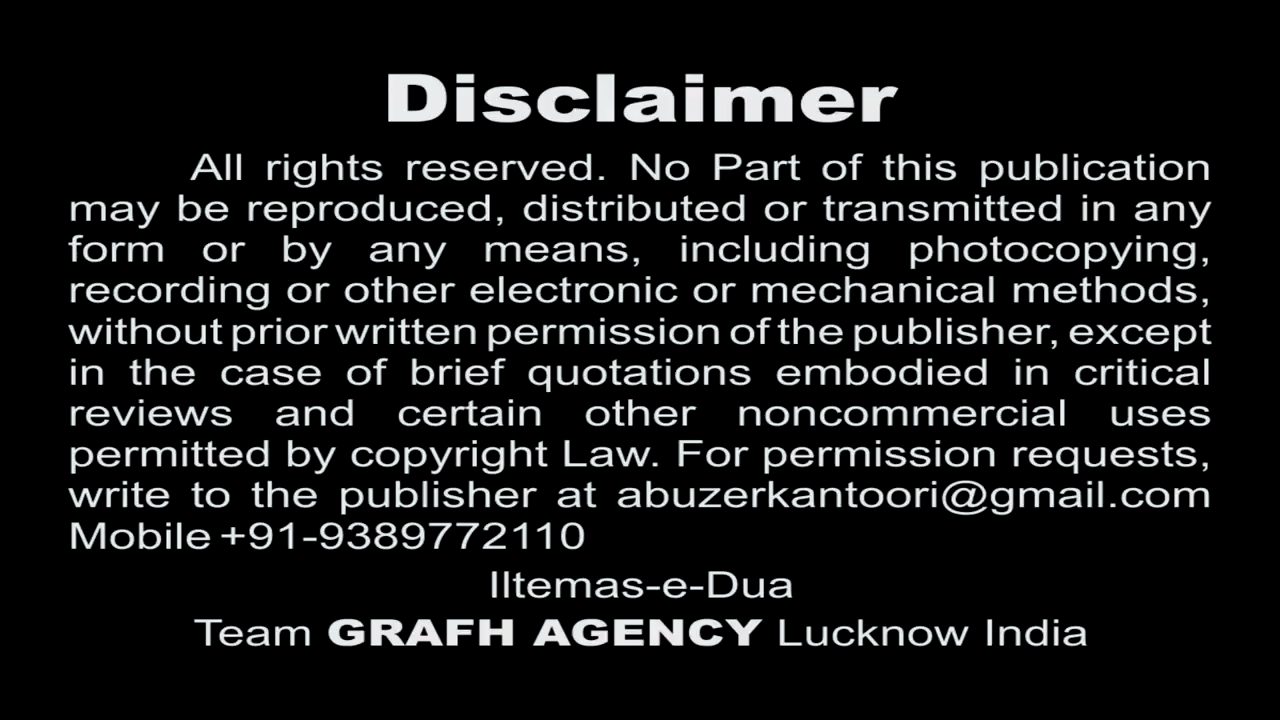 Disclaimer
All rights reserved. No Part of this publication
may be reproduced, distributed or transmitted in any
form or by any means, including photocopying,
recording or other electronic or mechanical methods,
without prior written permission of the publisher, except
in the case of brief quotations embodied in critical
reviews and certain other noncommercial uses
permitted by copyright Law. For permission requests,
write to the publisher at abuzerkantoori@gmail.com
Mobile +91-9389772110
IItemas-e-Dua
Team GRAFH AGENCY Lucknow India